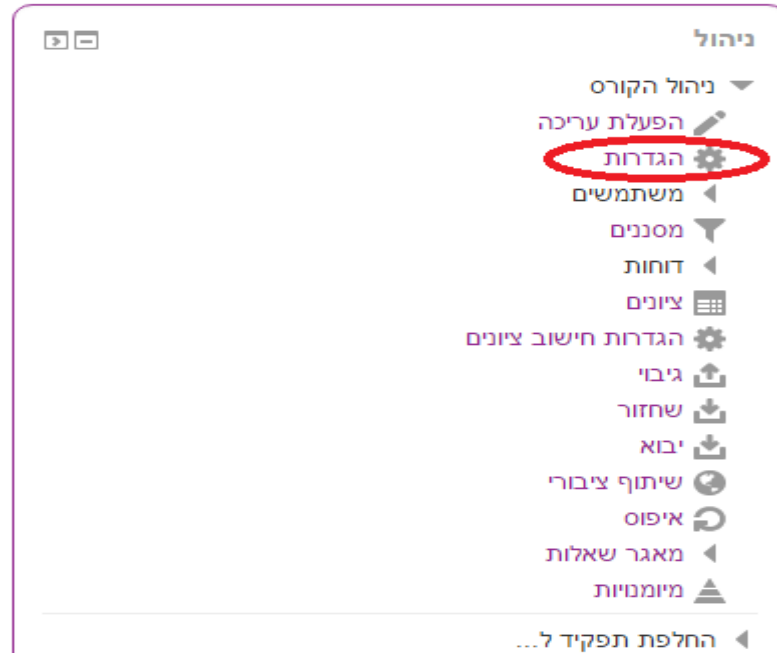 ניהול
ניהול הקורס
הפעלת עריכה
הגדרות
משתמשים
מסננים
דוחות
ציונים
הגדרות חישוב ציונים
גיבוי
שחזור
יבוא
שיתוף ציבורי
איפוס
מאגר שאלות
מיומנויות
החלפת תפקיד ל...